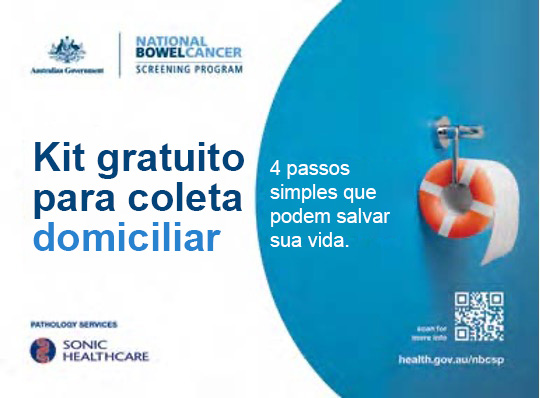 Australian Government
NATIONAL
BOWELCANCER
SCREENING PROGRAM
Kit gratuito
para coleta
domiciliar
4 passos
simples que
podem salvar
sua vida.
PATHOLOGY SERVICES
SONIC
HEALTHCARE
scan for
more info
health.gov.au/nbcsp